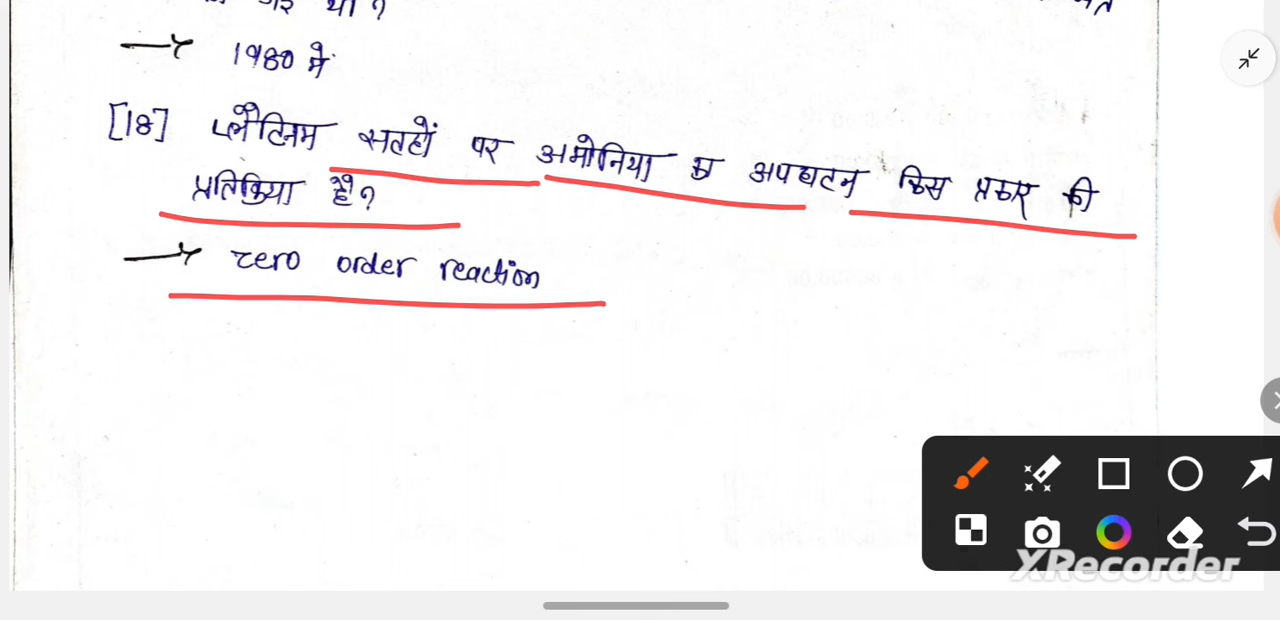 था ?
→ 1980 में
[18] प्लैटिनम सतहों पर अमोनिया का अपघटन किस प्रकार की
प्रतिक्रिया है ?
→ zero order reaction
XRecorder